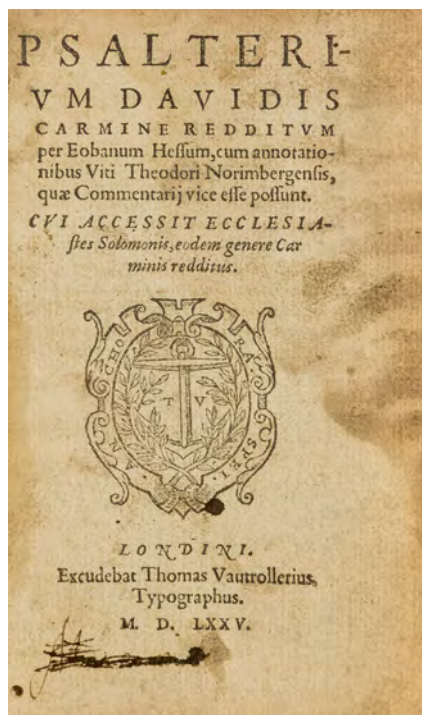 PSALTERI-
VM DAVIDIS
CARMINE REDDITVM
per Eobanum Hessum, cum annotatio-
nibus Viti Theodori Norimbergensis,
quæ Commentarij vice esse possunt.
CVI ACCESSIT ECCLESIA-
stes Solomonis, eodem genere Car
minis redditus.
ANCHORA SPEI
T V
LONDINI.
Excudebat Thomas Vautrollerius,
Typographus.
M. D. LXXV.